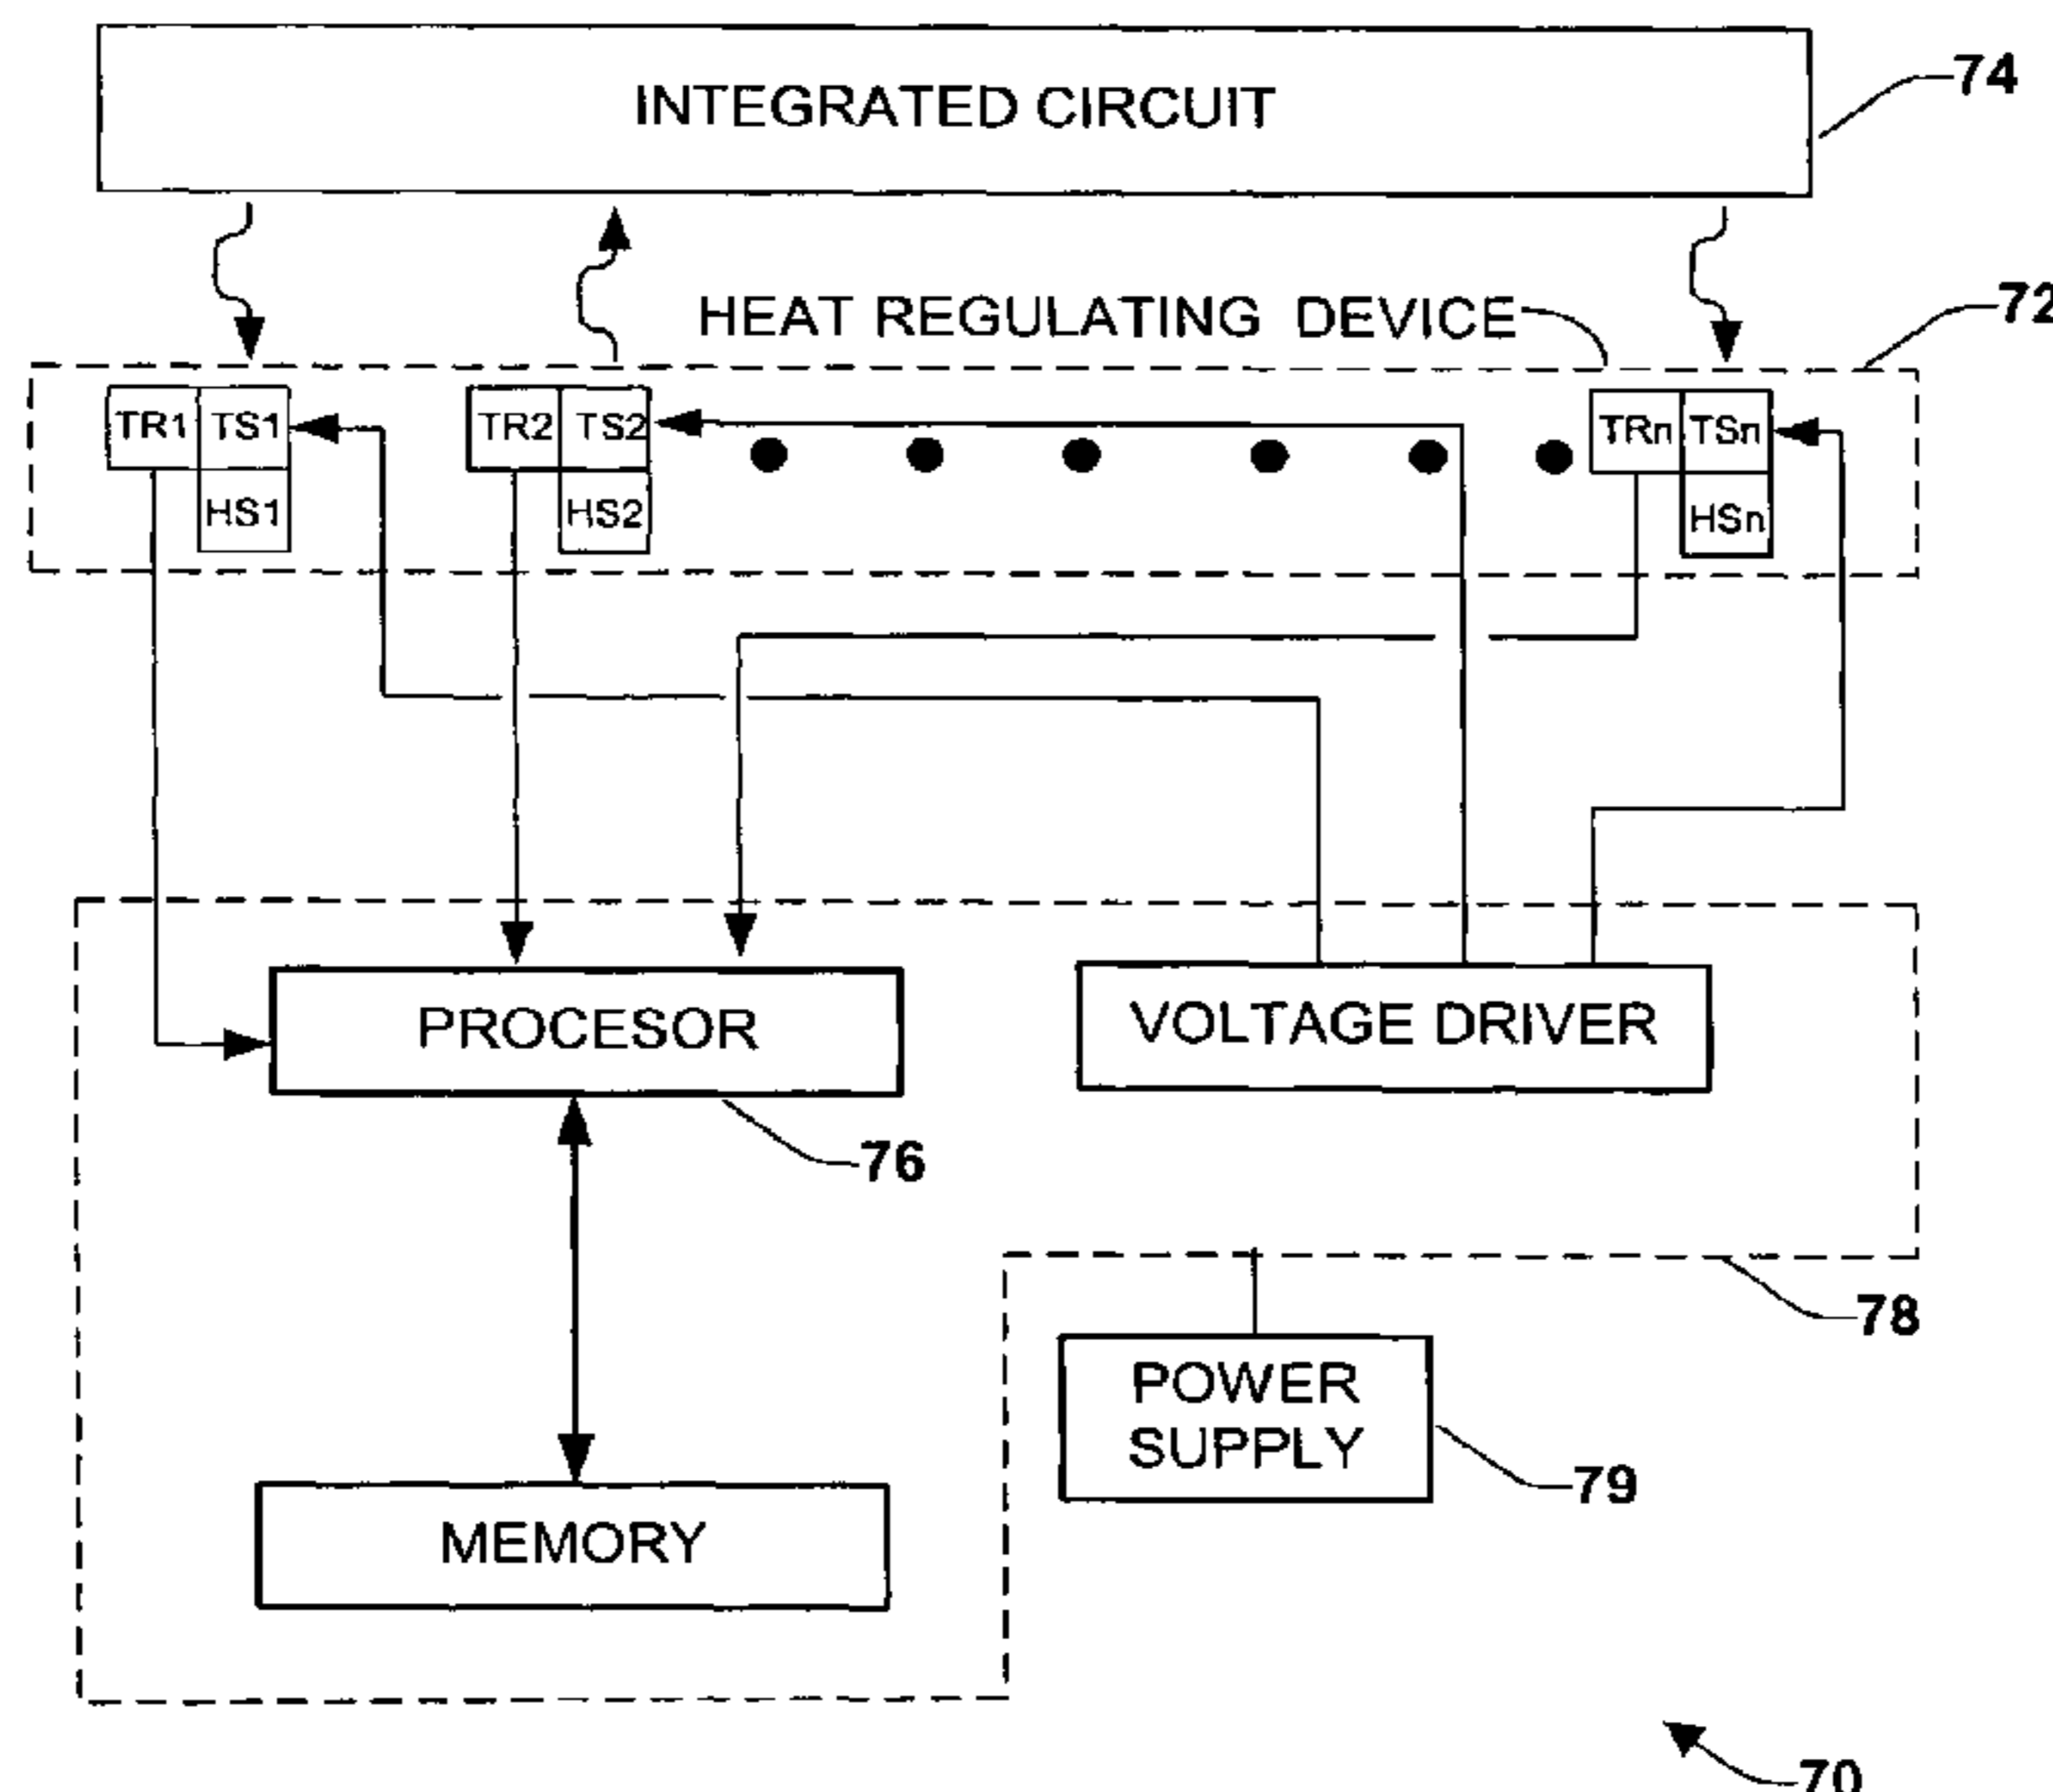 INTEGRATED CIRCUIT
74
HEAT REGULATING DEVICE
72
TR1 TS1
HS1
TR2 TS2
HS2
TRn TSn
HSn
PROCESOR
VOLTAGE DRIVER
76
78
POWER
SUPPLY
79
MEMORY
70